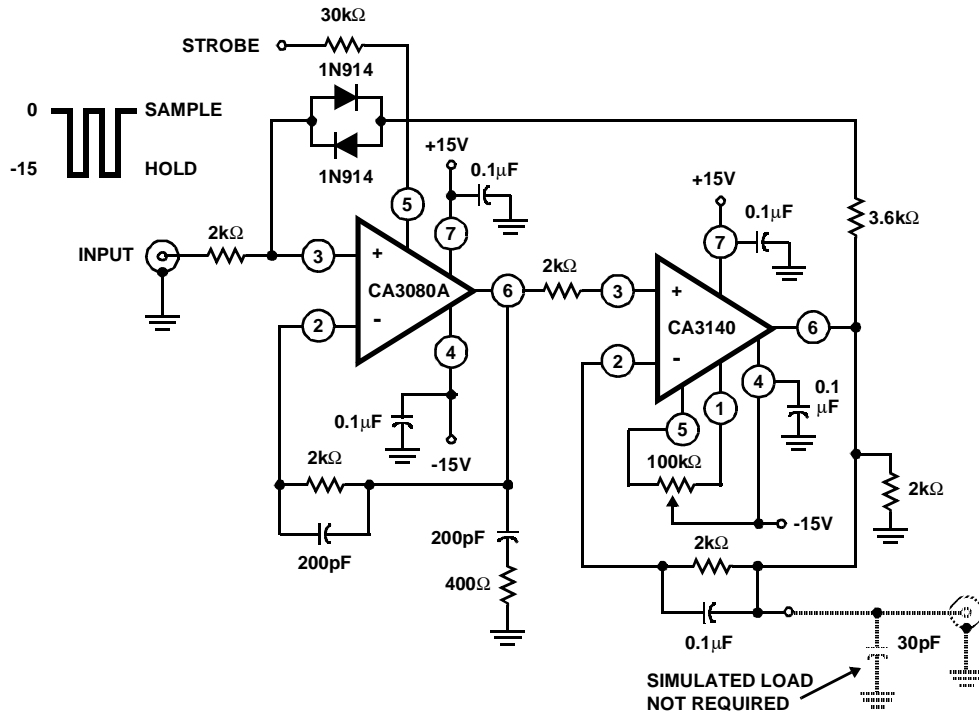 30kΩ
STROBE
1N914
0
SAMPLE
-15
HOLD
1N914
+15V
0.1µF
5
7
+15V
0.1µF
7
3.6kΩ
INPUT
2kΩ
3
+
CA3080A
6
2kΩ
3
+
CA3140
6
2
-
4
2
-
4
0.1
µF
0.1µF
-15V
5
1
100kΩ
2kΩ
-15V
2kΩ
200pF
200pF
400Ω
2kΩ
0.1µF
30pF
SIMULATED LOAD
NOT REQUIRED